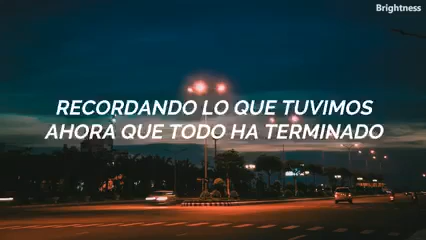 Brightness
RECORDANDO LO QUE TUVIMOS
AHORA QUE TODO HA TERMINADO